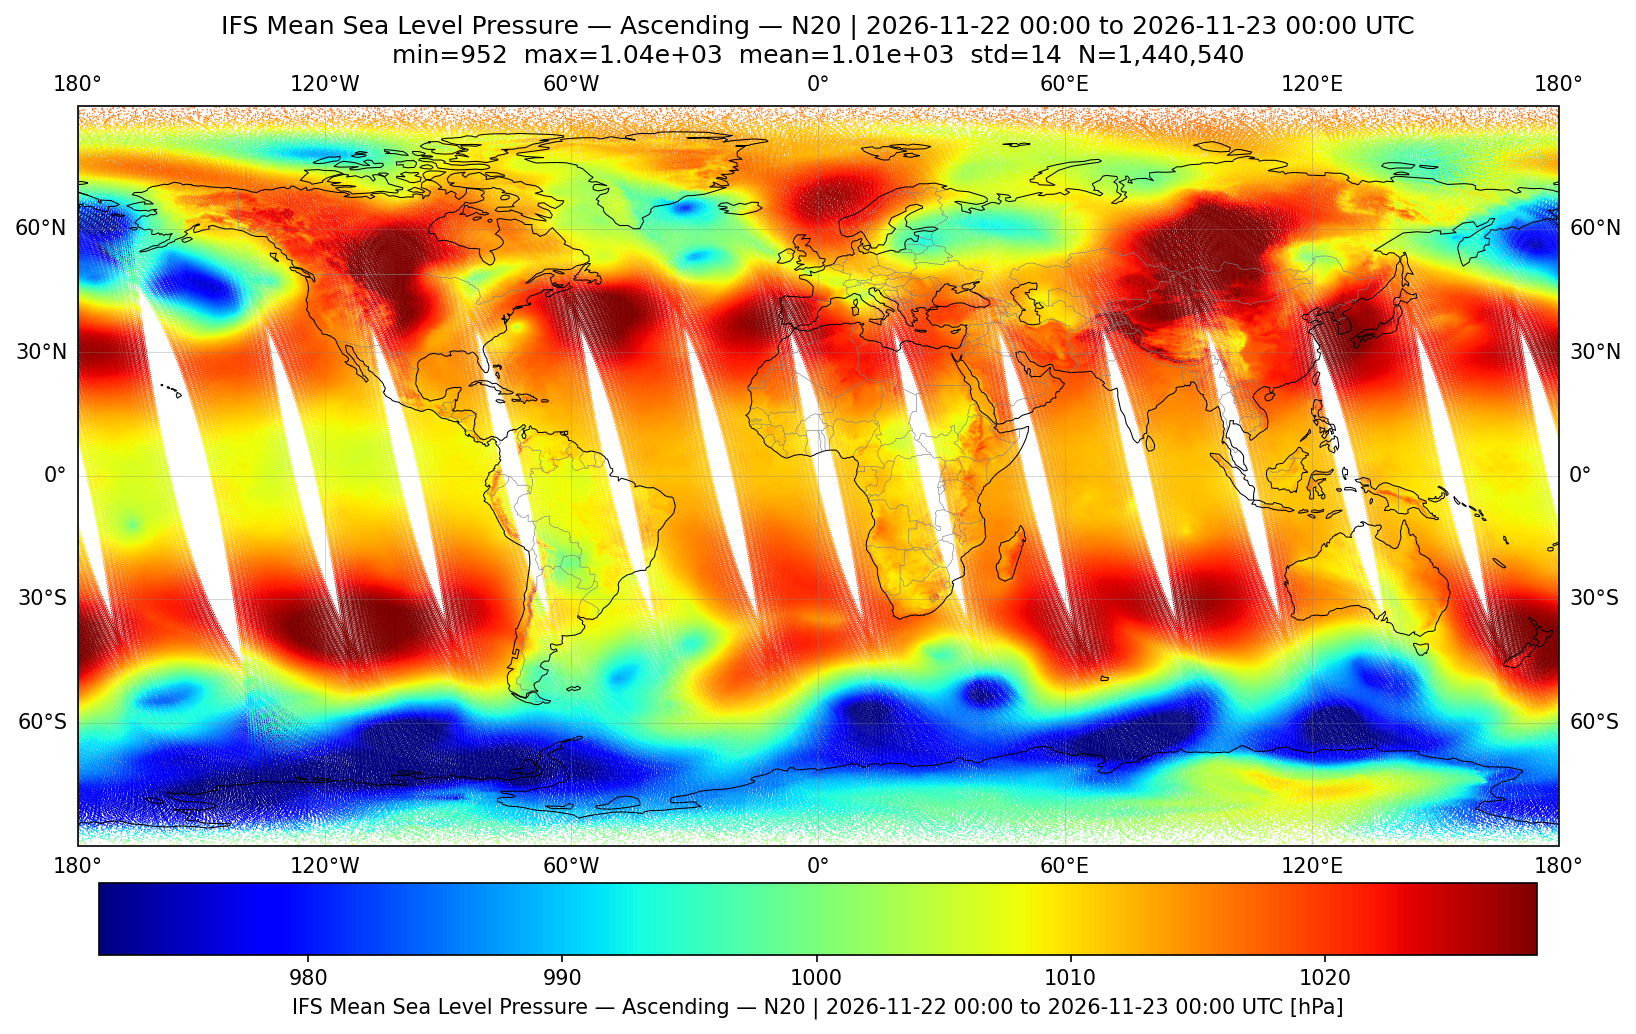 IFS Mean Sea Level Pressure — Ascending — N20 | 2026-11-22 00:00 to 2026-11-23 00:00 UTC
min=952  max=1.04e+03  mean=1.01e+03  std=14  N=1,440,540
180° 120°W 60°W 0° 60°E 120°E 180°
60°N 60°N
30°N 30°N
0° 0°
30°S 30°S
60°S 60°S
180° 120°W 60°W 0° 60°E 120°E 180°
980 990 1000 1010 1020
IFS Mean Sea Level Pressure — Ascending — N20 | 2026-11-22 00:00 to 2026-11-23 00:00 UTC [hPa]